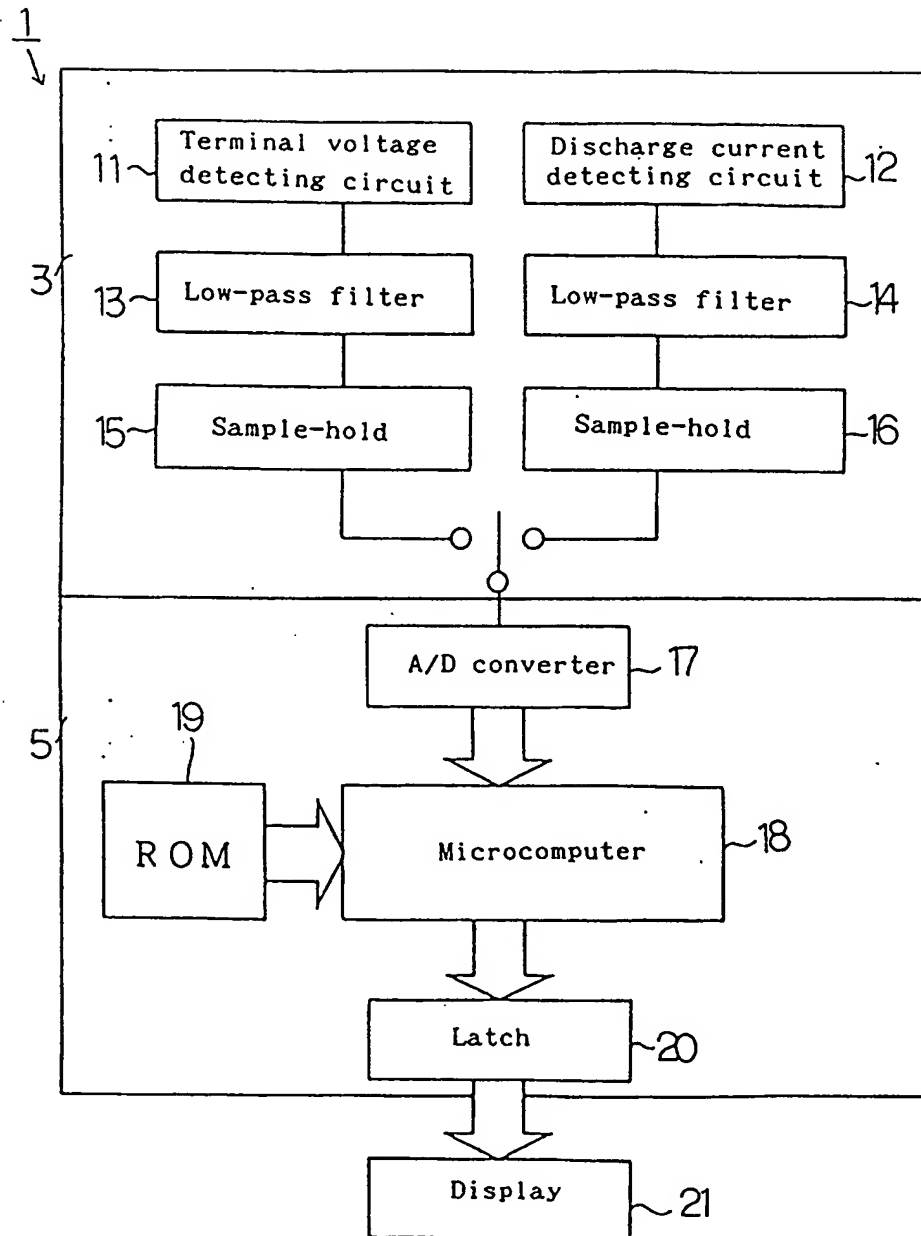 1
Terminal voltage
detecting circuit
11
Discharge current
detecting circuit
12
3
Low-pass filter
13
Low-pass filter
14
Sample-hold
15
Sample-hold
16
A/D converter
17
5
19
ROM
Microcomputer
18
Latch
20
Display
21